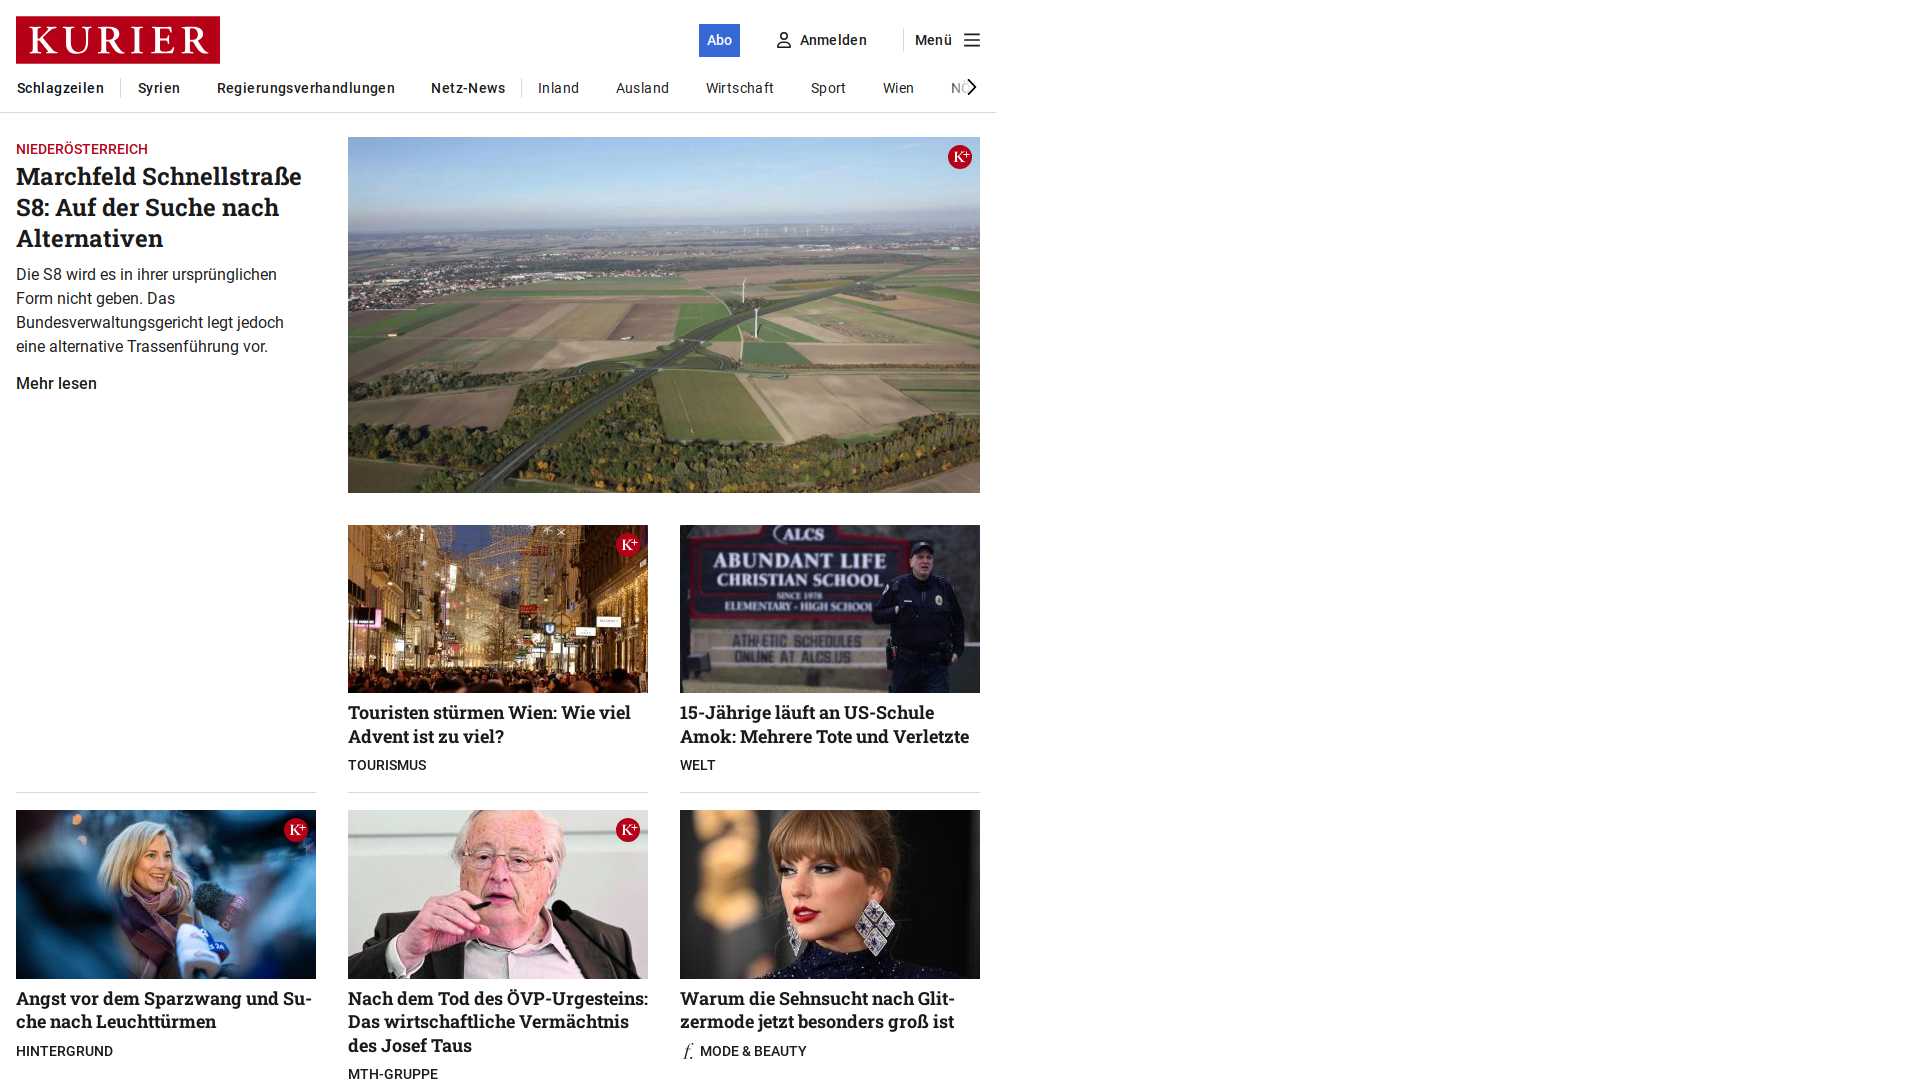 KURIER
Abo
Anmelden
Menü
Schlagzeilen
Syrien
Regierungsverhandlungen
Netz-News
Inland
Ausland
Wirtschaft
Sport
Wien
NÖ
NIEDERÖSTERREICH
Marchfeld Schnellstraße
S8: Auf der Suche nach
Alternativen
Die S8 wird es in ihrer ursprünglichen
Form nicht geben. Das
Bundesverwaltungsgericht legt jedoch
eine alternative Trassenführung vor.
Mehr lesen
K+
K+
ALCS
ABUNDANT LIFE
CHRISTIAN SCHOOL
SINCE 1978
ELEMENTARY - HIGH SCHOOL
ATHLETIC SCHEDULES
ONLINE AT ALCS.US
Touristen stürmen Wien: Wie viel
Advent ist zu viel?
TOURISMUS
15-Jährige läuft an US-Schule
Amok: Mehrere Tote und Verletzte
WELT
K+
K+
Angst vor dem Sparzwang und Su-
che nach Leuchttürmen
HINTERGRUND
Nach dem Tod des ÖVP-Urgesteins:
Das wirtschaftliche Vermächtnis
des Josef Taus
MTH-GRUPPE
Warum die Sehnsucht nach Glit-
zermode jetzt besonders groß ist
f. MODE & BEAUTY